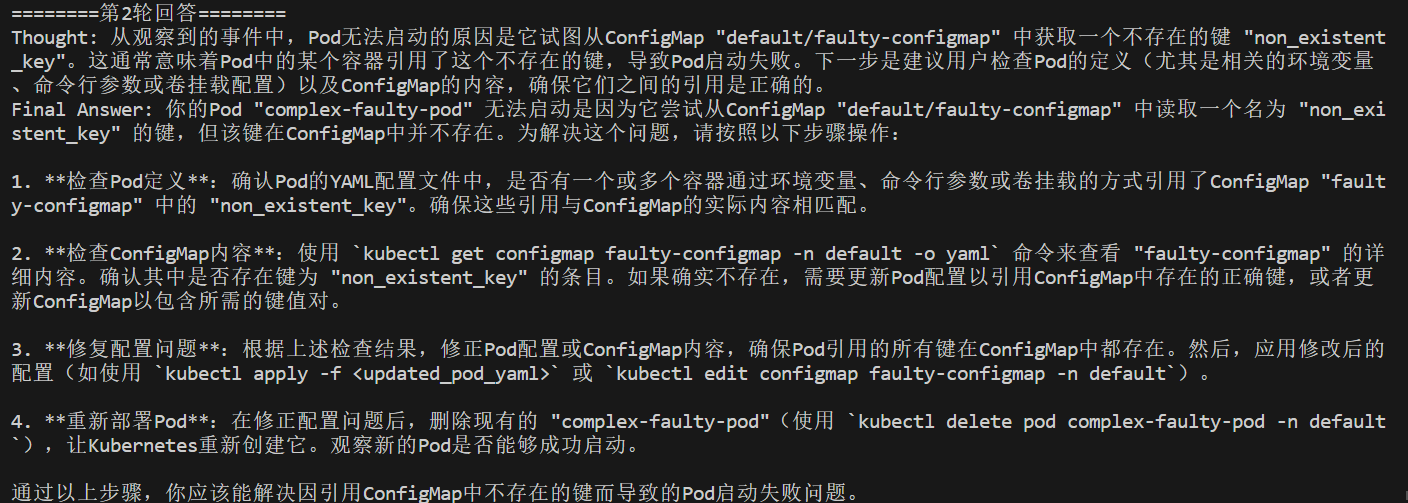 ========第2轮回答========
Thought: 从观察到的事件中，Pod无法启动的原因是它试图从ConfigMap "default/faulty-configmap" 中获取一个不存在的键 "non_existent
_key"。这通常意味着Pod中的某个容器引用了这个不存在的键，导致Pod启动失败。下一步是建议用户检查Pod的定义（尤其是相关的环境变量
、命令行参数或卷挂载配置）以及ConfigMap的内容，确保它们之间的引用是正确的。
Final Answer: 你的Pod "complex-faulty-pod" 无法启动是因为它尝试从ConfigMap "default/faulty-configmap" 中读取一个名为 "non_exi
stent_key" 的键，但该键在ConfigMap中并不存在。为解决这个问题，请按照以下步骤操作：
1. **检查Pod定义**：确认Pod的YAML配置文件中，是否有一个或多个容器通过环境变量、命令行参数或卷挂载的方式引用了ConfigMap "fault
y-configmap" 中的 "non_existent_key"。确保这些引用与ConfigMap的实际内容相匹配。
2. **检查ConfigMap内容**：使用 `kubectl get configmap faulty-configmap -n default -o yaml` 命令来查看 "faulty-configmap" 的详
细内容。确认其中是否存在键为 "non_existent_key" 的条目。如果确实不存在，需要更新Pod配置以引用ConfigMap中存在的正确键，或者更
新ConfigMap以包含所需的键值对。
3. **修复配置问题**：根据上述检查结果，修正Pod配置或ConfigMap内容，确保Pod引用的所有键在ConfigMap中都存在。然后，应用修改后的
配置（如使用 `kubectl apply -f <updated_pod_yaml>` 或 `kubectl edit configmap faulty-configmap -n default`）。
4. **重新部署Pod**：在修正配置问题后，删除现有的 "complex-faulty-pod"（使用 `kubectl delete pod complex-faulty-pod -n default
`），让Kubernetes重新创建它。观察新的Pod是否能够成功启动。
通过以上步骤，你应该能解决因引用ConfigMap中不存在的键而导致的Pod启动失败问题。